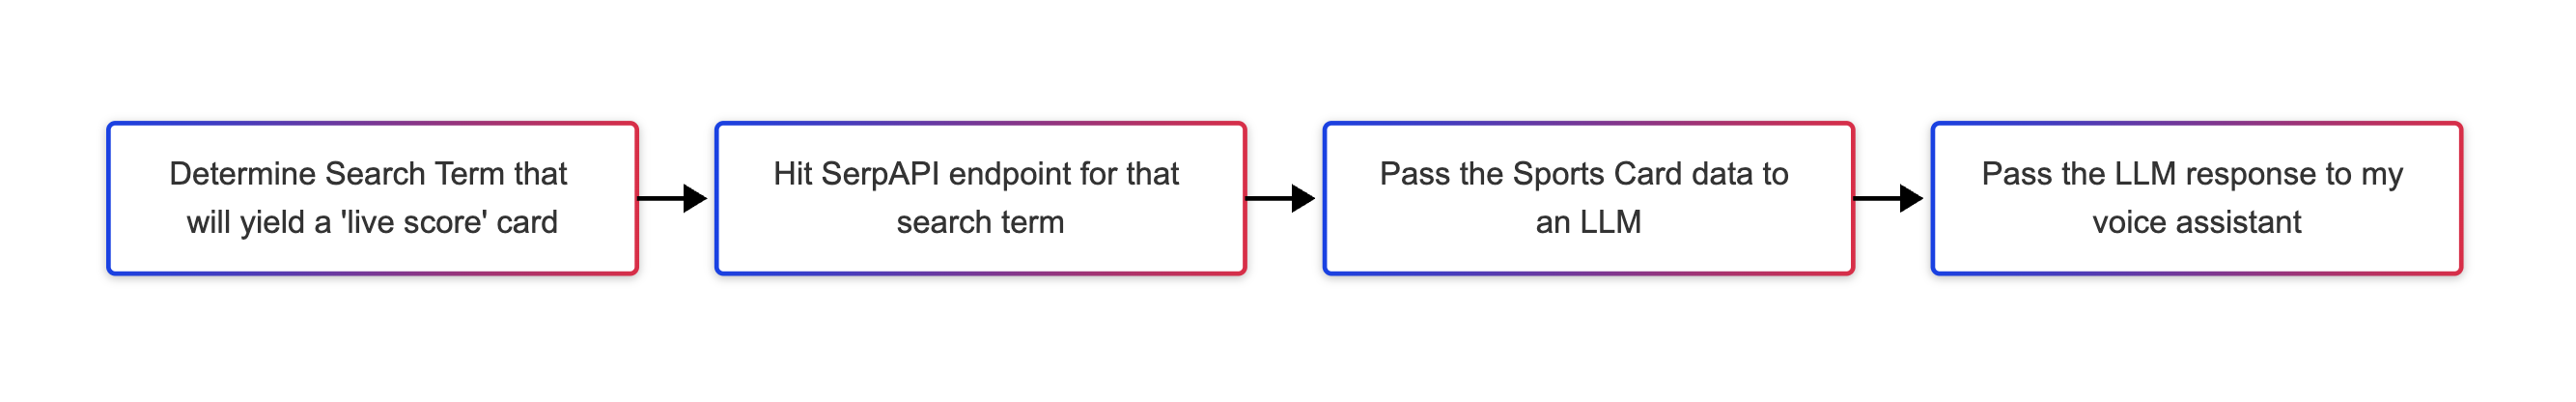 Determine Search Term that
will yield a 'live score' card
Hit SerpAPI endpoint for that
search term
Pass the Sports Card data to
an LLM
Pass the LLM response to my
voice assistant